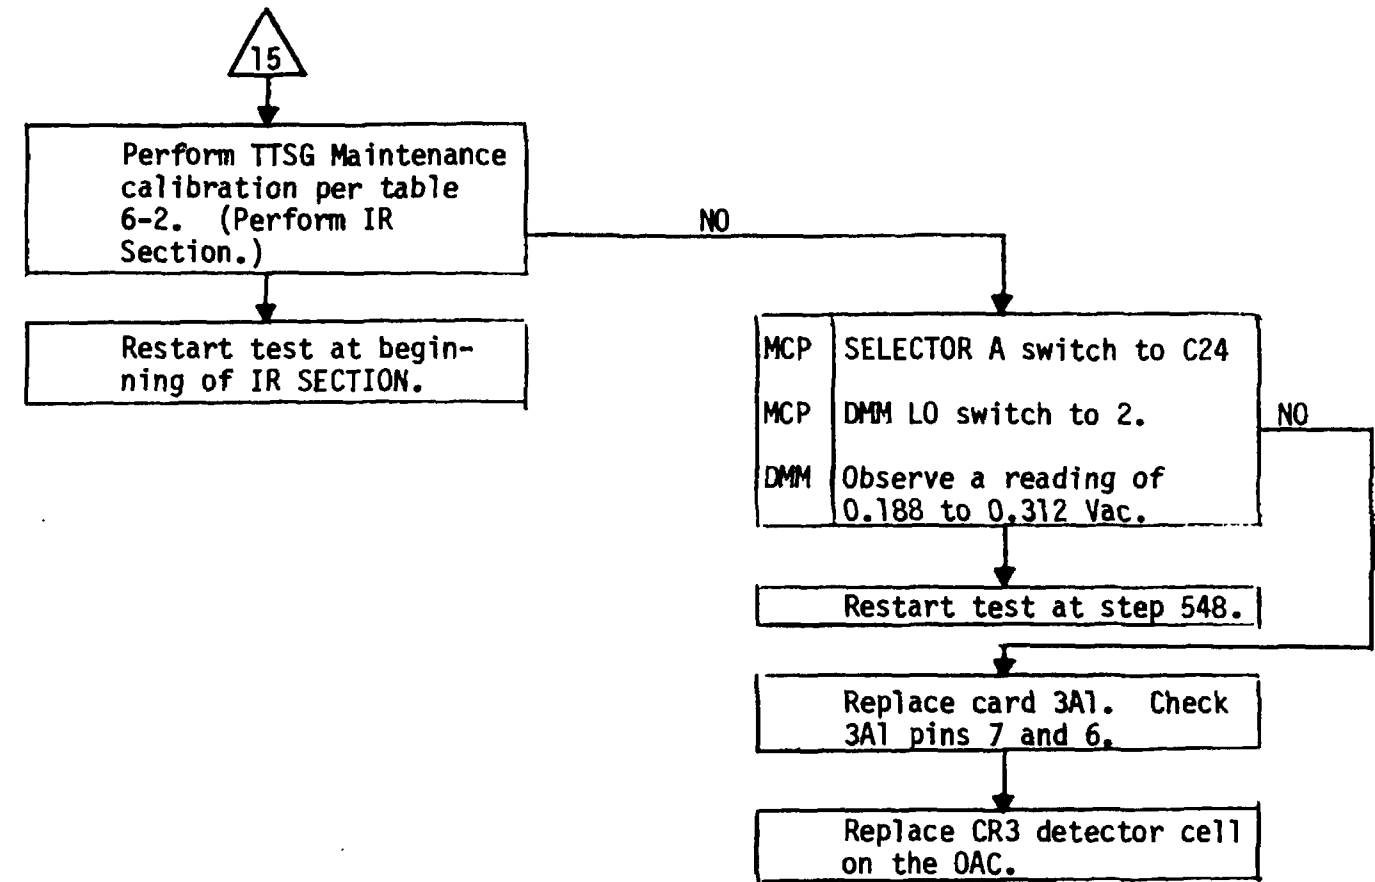 15
Perform TTSG Maintenance
calibration per table
6-2. (Perform IR
Section.)
NO
Restart test at begin-
ning of IR SECTION.
MCP SELECTOR A switch to C24
MCP DMM LO switch to 2.
NO
DMM Observe a reading of
0.188 to 0.312 Vac.
Restart test at step 548.
Replace card 3A1. Check
3A1 pins 7 and 6.
Replace CR3 detector cell
on the OAC.